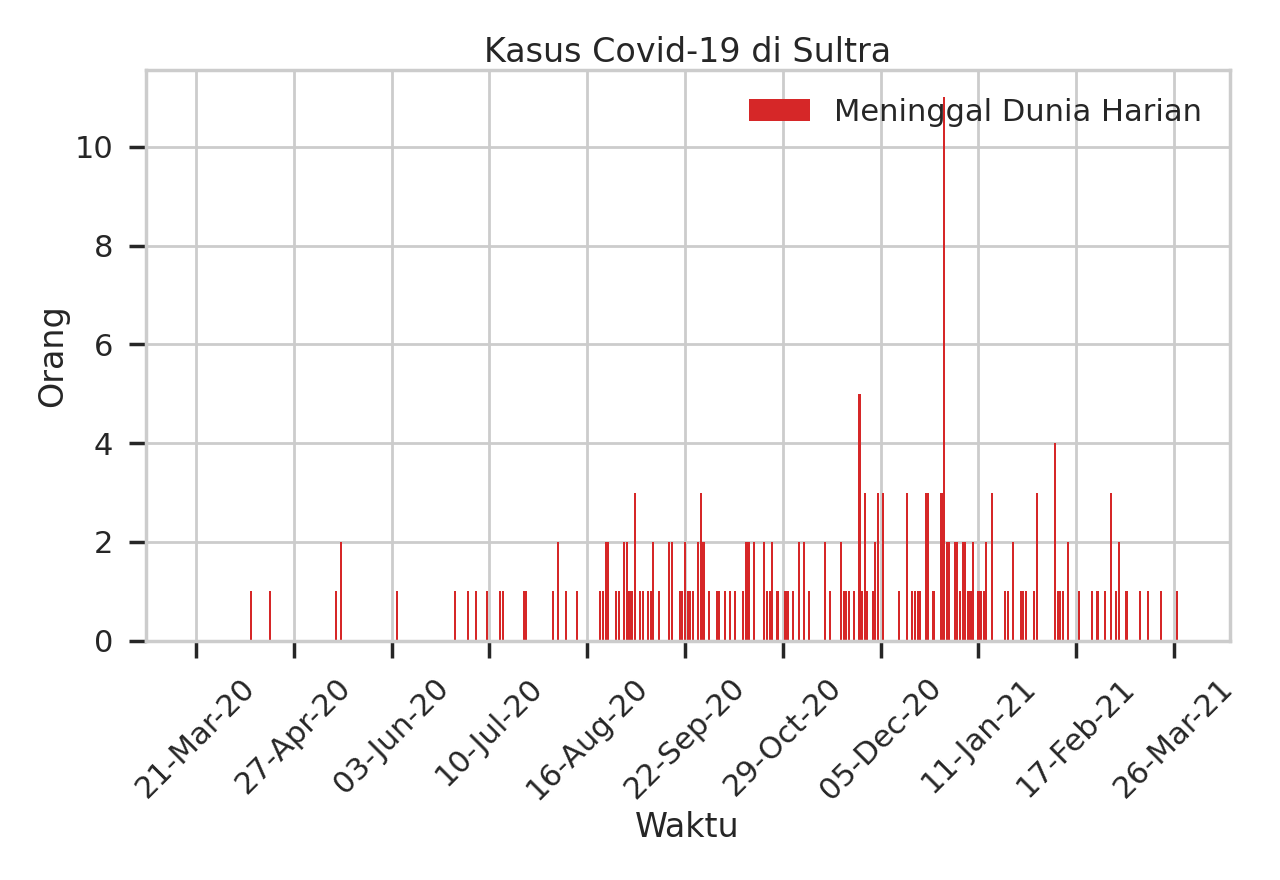 Kasus Covid-19 di Sultra
Meninggal Dunia Harian
10
8
6
4
2
0
Orang
21-Mar-20
27-Apr-20
03-Jun-20
10-Jul-20
16-Aug-20
22-Sep-20
29-Oct-20
05-Dec-20
11-Jan-21
17-Feb-21
26-Mar-21
Waktu